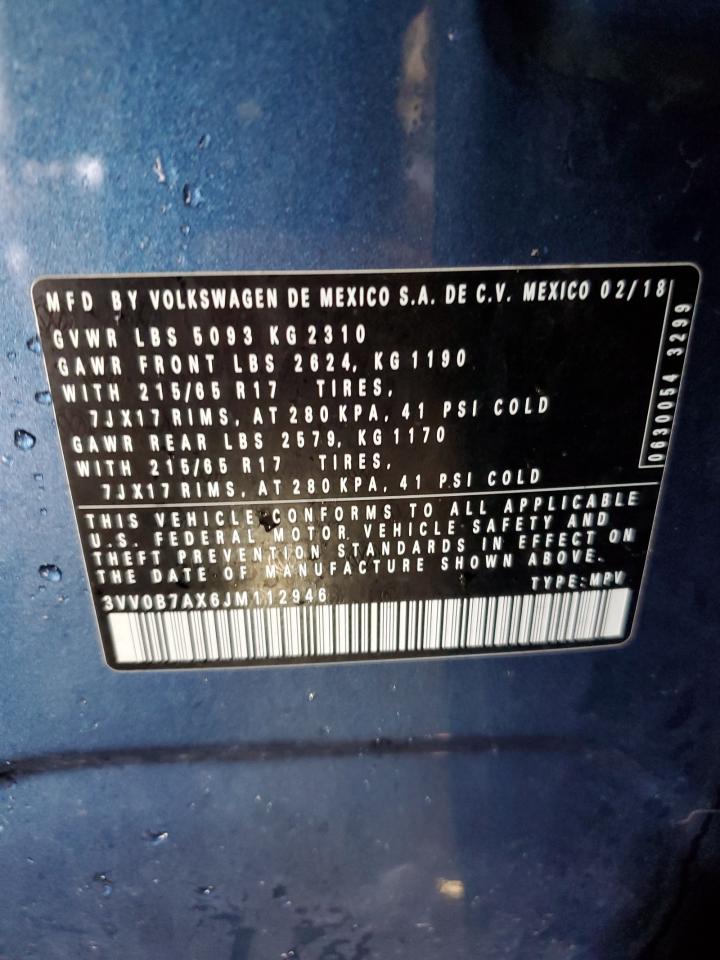 MFD BY VOLKSWAGEN DE MEXICO S.A. DE C.V. MEXICO 02/18
GVWR LBS 5093 KG 2310
GAWR FRONT LBS 2624, KG 1190
WITH 215/65 R17 TIRES,
7JX17 RIMS, AT 280 KPA, 41 PSI COLD
GAWR REAR LBS 2579, KG 1170
WITH 215/65 R17 TIRES,
7JX17 RIMS, AT 280 KPA, 41 PSI COLD
0630054 3299
THIS VEHICLE CONFORMS TO ALL APPLICABLE
U.S. FEDERAL MOTOR VEHICLE SAFETY AND
THEFT PREVENTION STANDARDS IN EFFECT ON
THE DATE OF MANUFACTURE SHOWN ABOVE.
TYPE: MPV
3VV0B7AX6JM112946